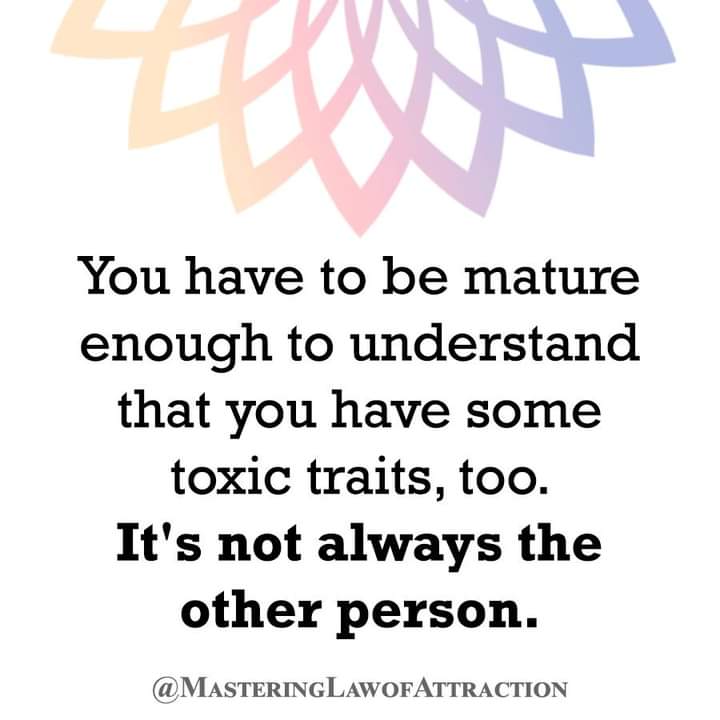 You have to be mature
enough to understand
that you have some
toxic traits, too.
It's not always the
other person.
@MasteringLawofAttraction